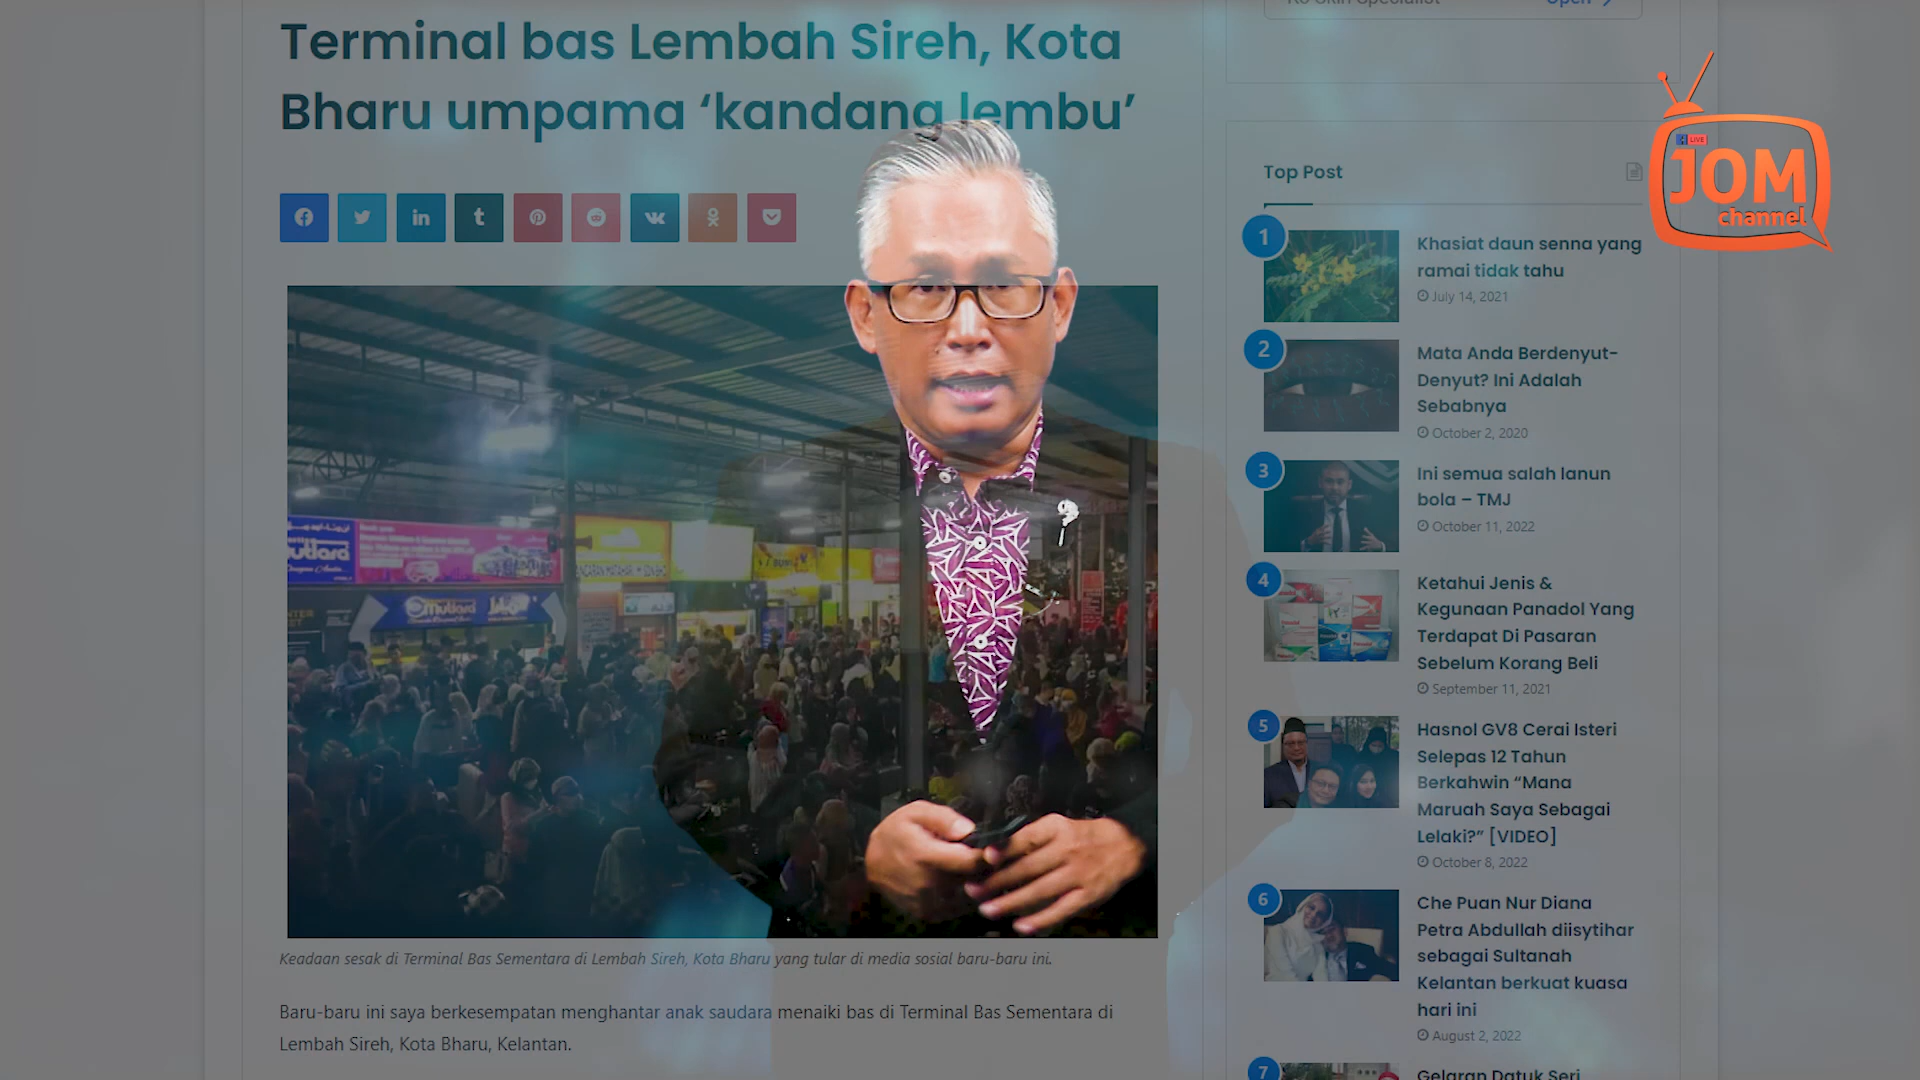 Ko Skin Specialist
Open
Terminal bas Lembah Sireh, Kota
Bharu umpama ‘kandang lembu’
LIVE
JOM
channel
Top Post
1
Khasiat daun senna yang
ramai tidak tahu
July 14, 2021
2
Mata Anda Berdenyut-
Denyut? Ini Adalah
Sebabnya
October 2, 2020
3
Ini semua salah lanun
bola – TMJ
October 11, 2022
4
Ketahui Jenis &
Kegunaan Panadol Yang
Terdapat Di Pasaran
Sebelum Korang Beli
September 11, 2021
5
Hasnol GV8 Cerai Isteri
Selepas 12 Tahun
Berkahwin “Mana
Maruah Saya Sebagai
Lelaki?” [VIDEO]
October 8, 2022
6
Che Puan Nur Diana
Petra Abdullah diisytihar
sebagai Sultanah
Kelantan berkuat kuasa
hari ini
August 2, 2022
7
Gelaran Datuk Seri
Keadaan sesak di Terminal Bas Sementara di Lembah Sireh, Kota Bharu yang tular di media sosial baru-baru ini.
Baru-baru ini saya berkesempatan menghantar anak saudara menaiki bas di Terminal Bas Sementara di
Lembah Sireh, Kota Bharu, Kelantan.